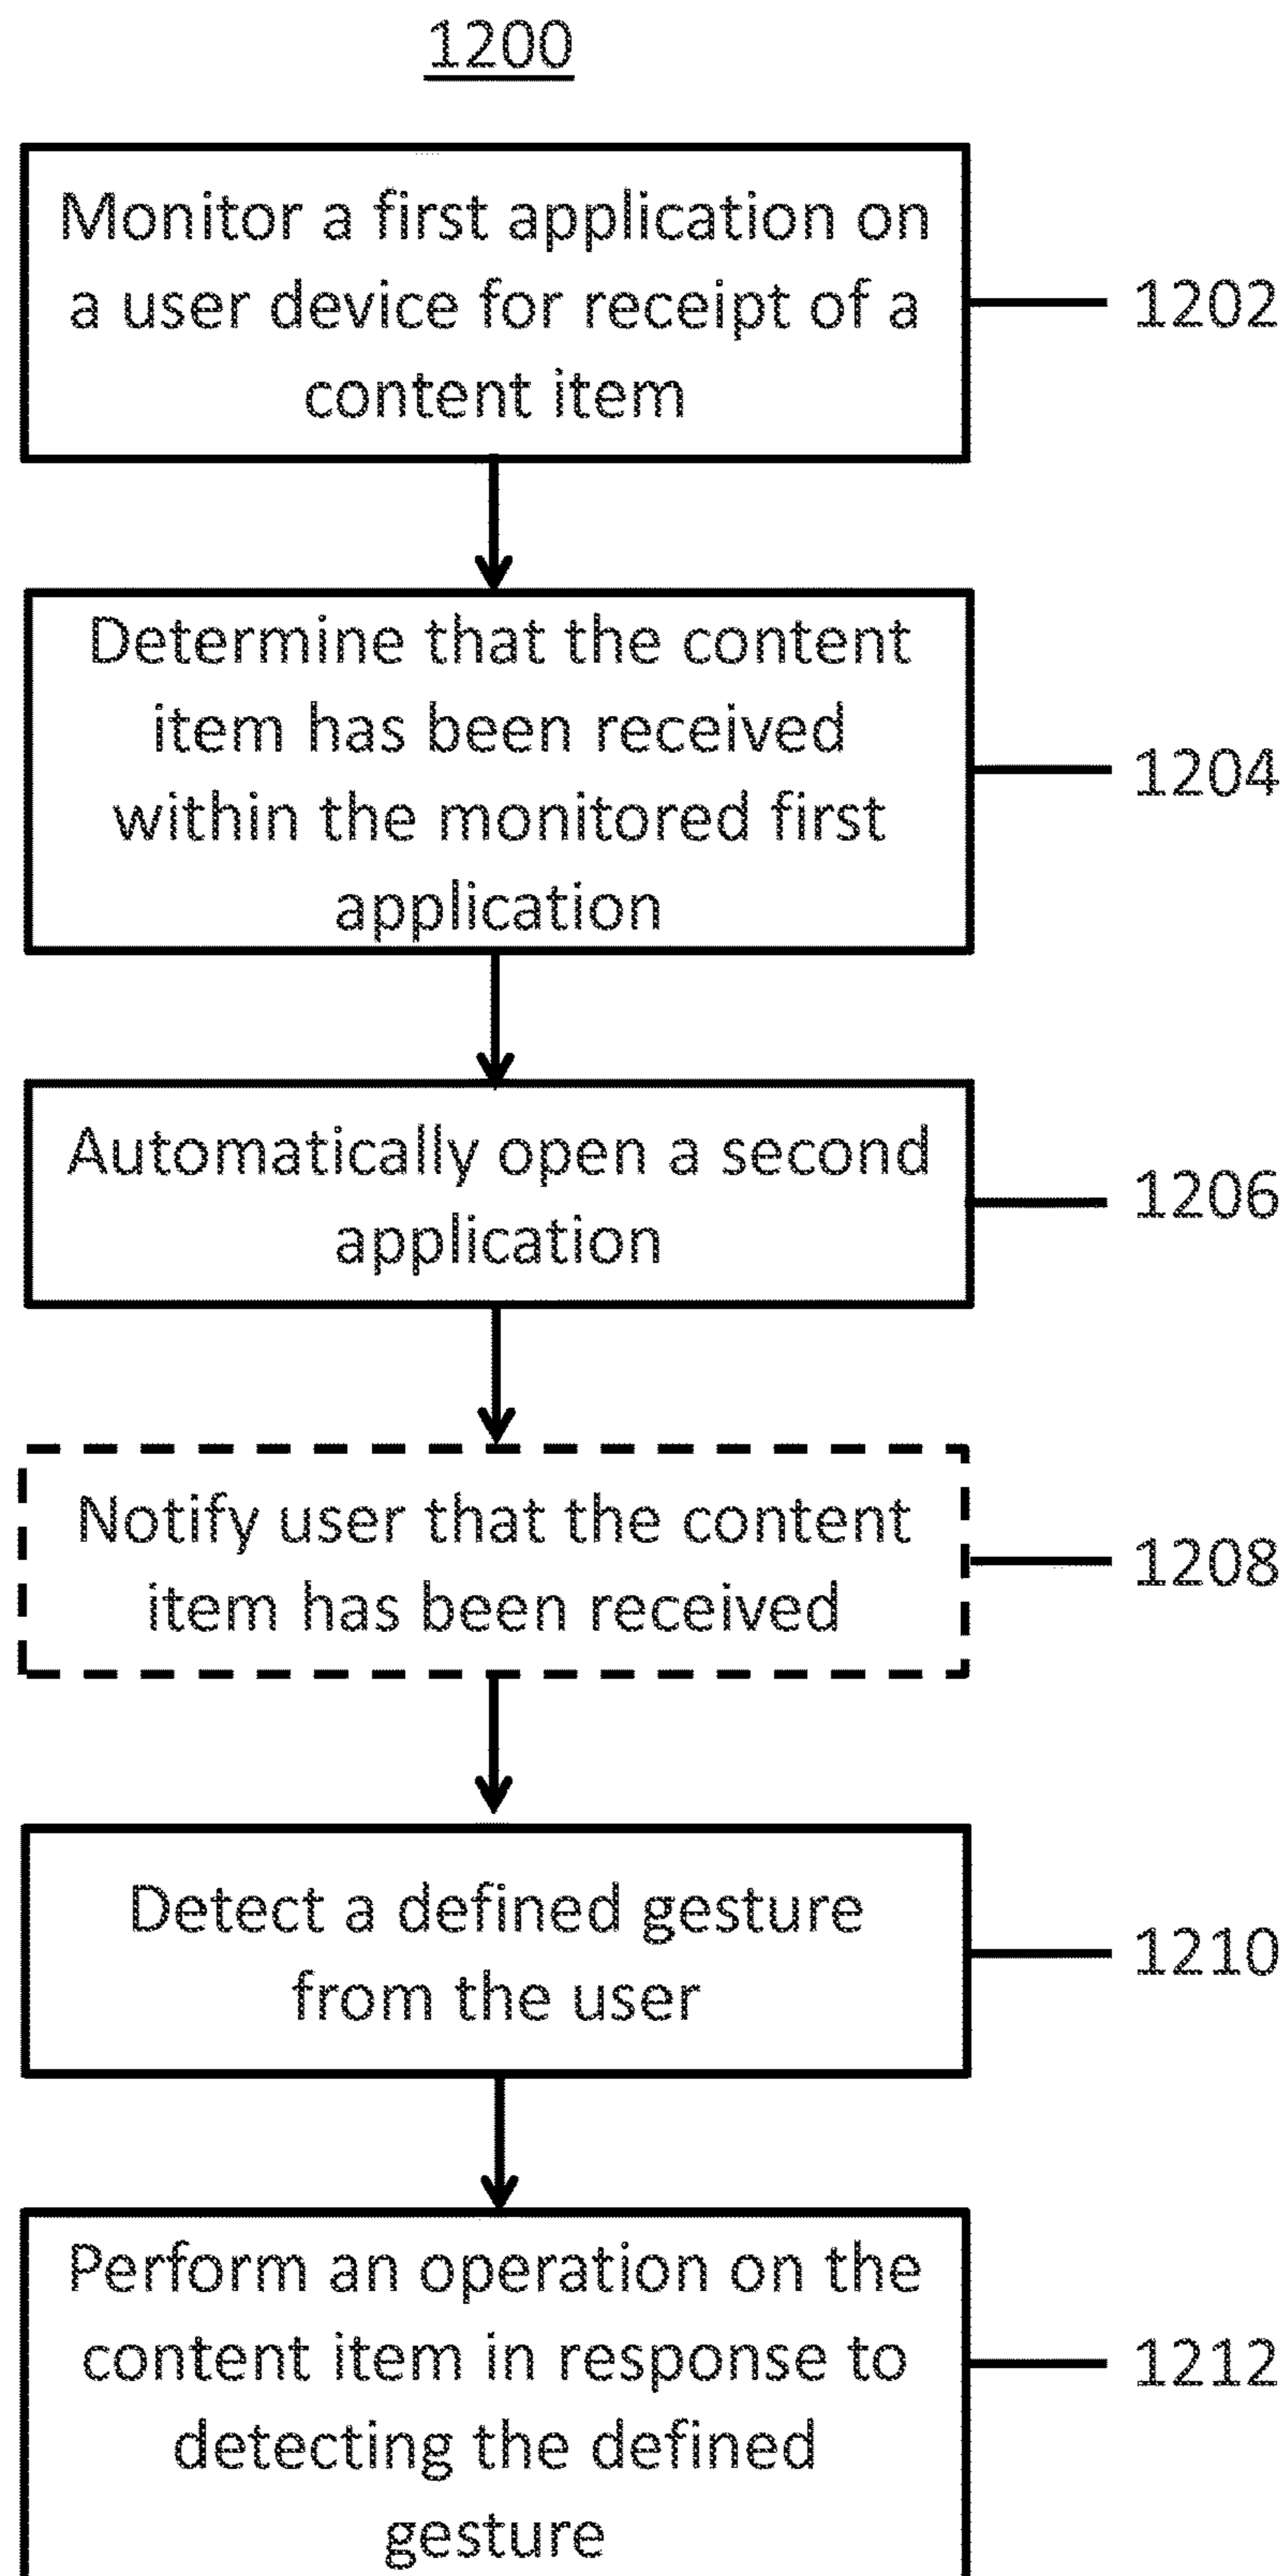 1200
Monitor a first application on
a user device for receipt of a
content item
1202
Determine that the content
item has been received
within the monitored first
application
1204
Automatically open a second
application
1206
Notify user that the content
item has been received
1208
Detect a defined gesture
from the user
1210
Perform an operation on the
content item in response to
detecting the defined
gesture
1212